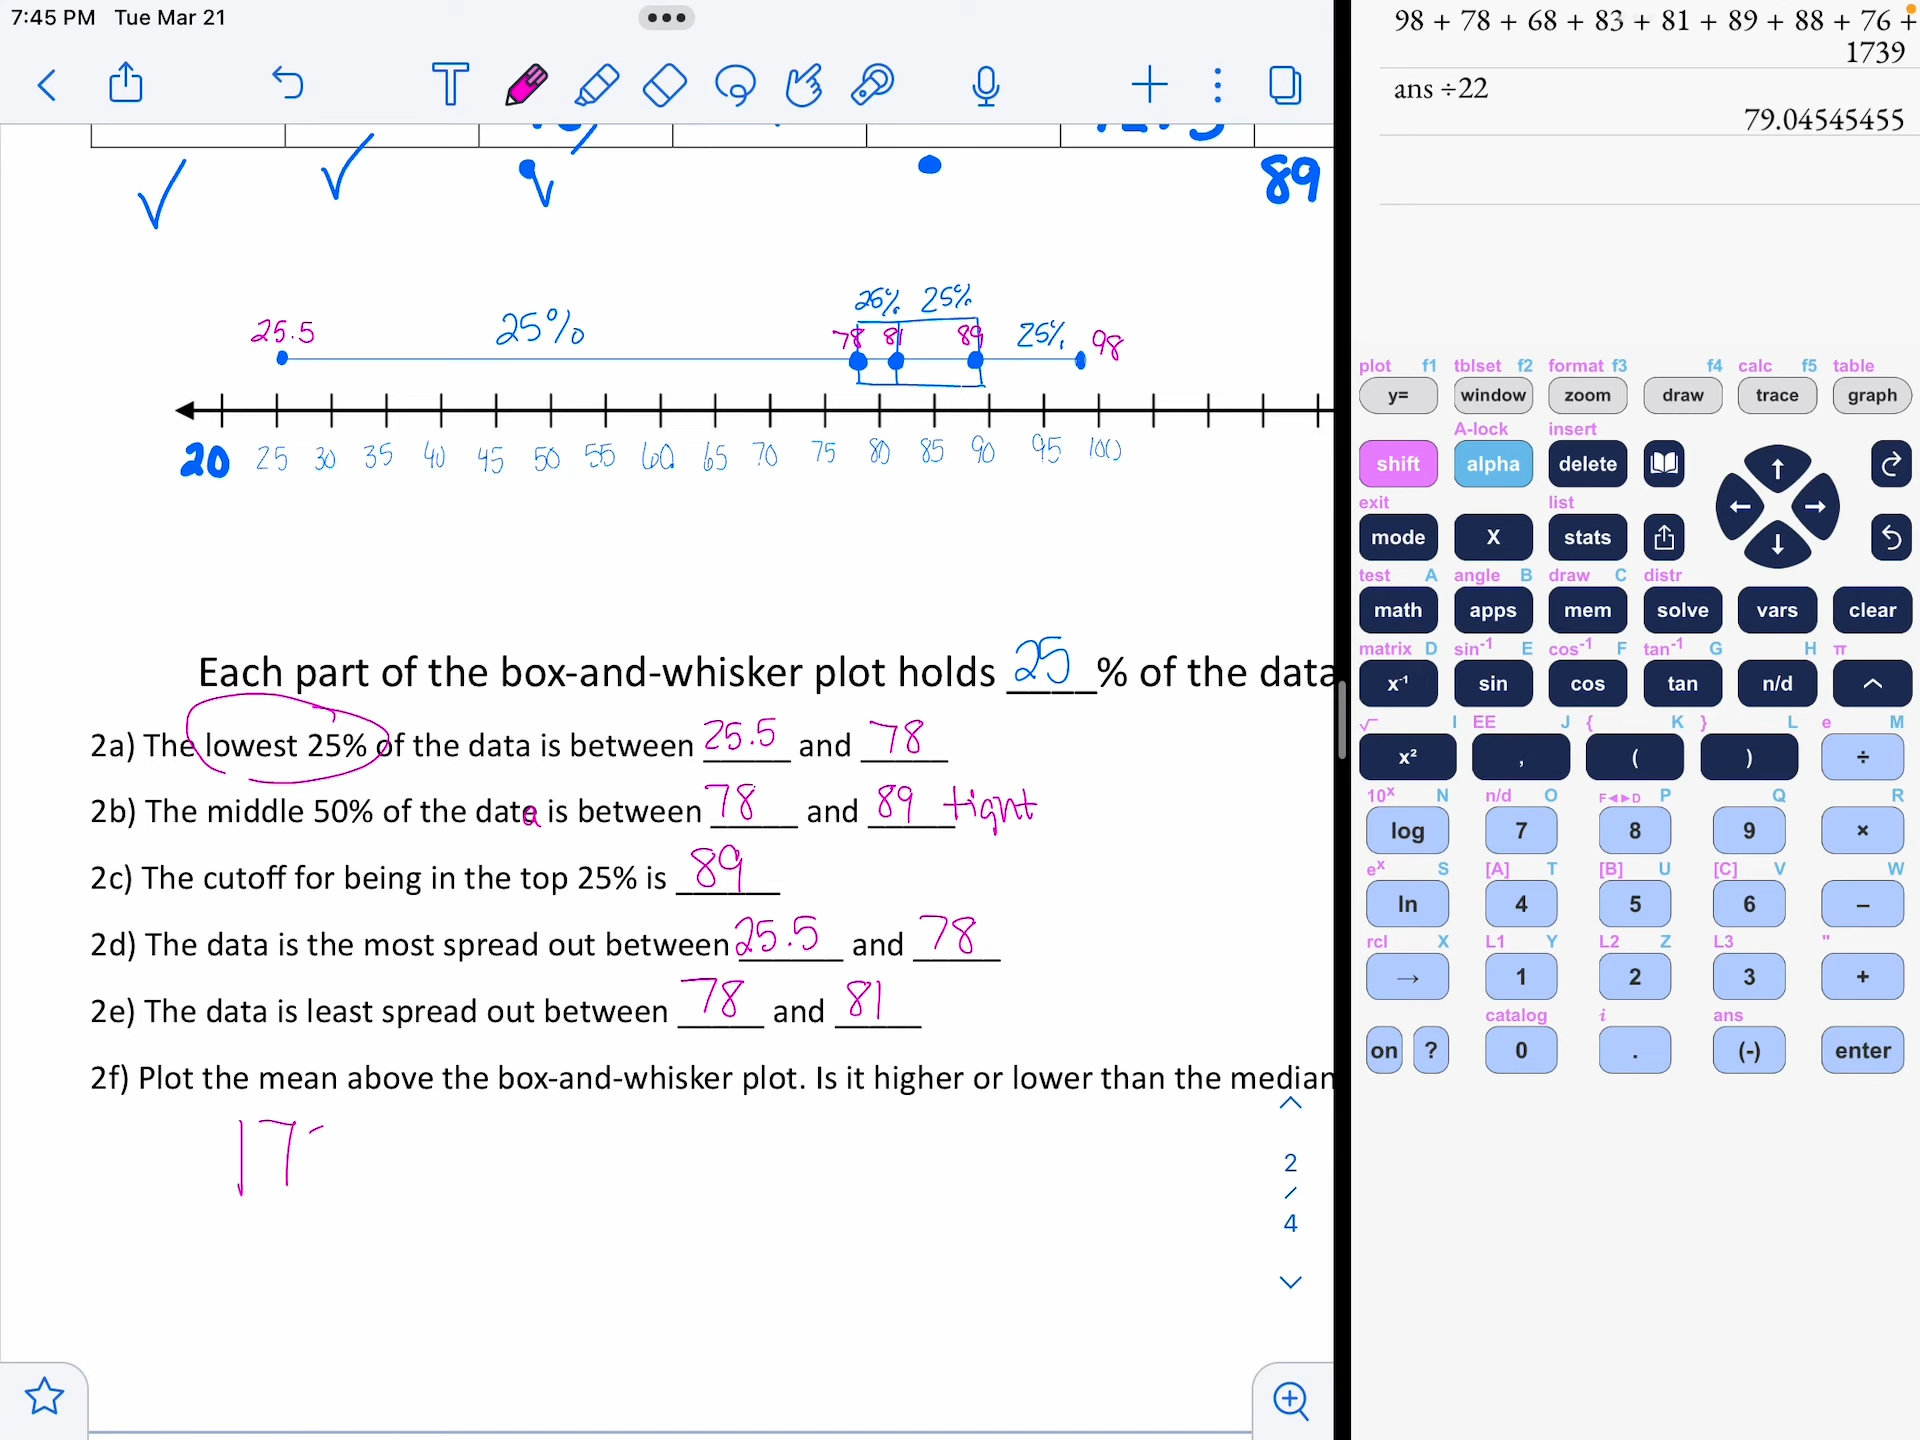 7:45 PM Tue Mar 21
98 + 78 + 68 + 83 + 81 + 89 + 88 + 76 +
1739
ans ÷22
79.04545455
89
25% 25%
25.5 25% 78 81 89 25% 98
20 25 30 35 40 45 50 55 60 65 70 75 80 85 90 95 100
Each part of the box-and-whisker plot holds 25% of the data
2a) The lowest 25% of the data is between 25.5 and 78
2b) The middle 50% of the data is between 78 and 89 tight
2c) The cutoff for being in the top 25% is 89
2d) The data is the most spread out between 25.5 and 78
2e) The data is least spread out between 78 and 81
2f) Plot the mean above the box-and-whisker plot. Is it higher or lower than the median
17
2
/
4
plot f1 tblset f2 format f3 f4 calc f5 table
y= window zoom draw trace graph
A-lock insert
shift alpha delete
exit list
mode X stats
test A angle B draw C distr
math apps mem solve vars clear
matrix D sin⁻¹ E cos⁻¹ F tan⁻¹ G H π
x⁻¹ sin cos tan n/d ^
√ I EE J { K } L e M
x² , ( ) ÷
10ˣ N n/d O F◄►D P Q R
log 7 8 9 ×
eˣ S [A] T [B] U [C] V W
ln 4 5 6 −
rcl X L1 Y L2 Z L3 "
→ 1 2 3 +
catalog i ans
on ? 0 . (-) enter